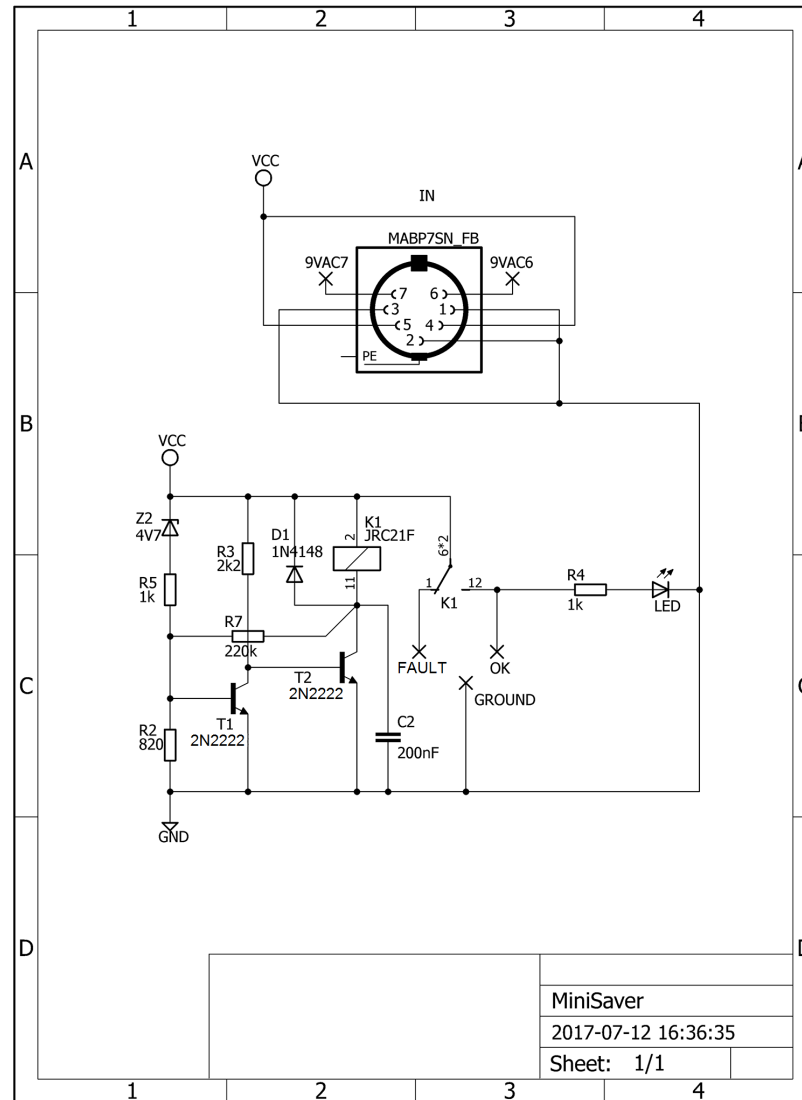 1 2 3 4
A A
VCC
IN
MABP7SN_FB
9VAC7 9VAC6
7 6
3 1
5 4
2
PE
B B
VCC
Z2
4V7
R3
2k2
D1
1N4148
K1
JRC21F
2
11
6*2
1 12
K1
R5
1k
R4
1k
LED
R7
220k
FAULT
OK
GROUND
C C
T2
2N2222
T1
2N2222
R2
820
C2
200nF
GND
D D
MiniSaver
2017-07-12 16:36:35
Sheet: 1/1
1 2 3 4